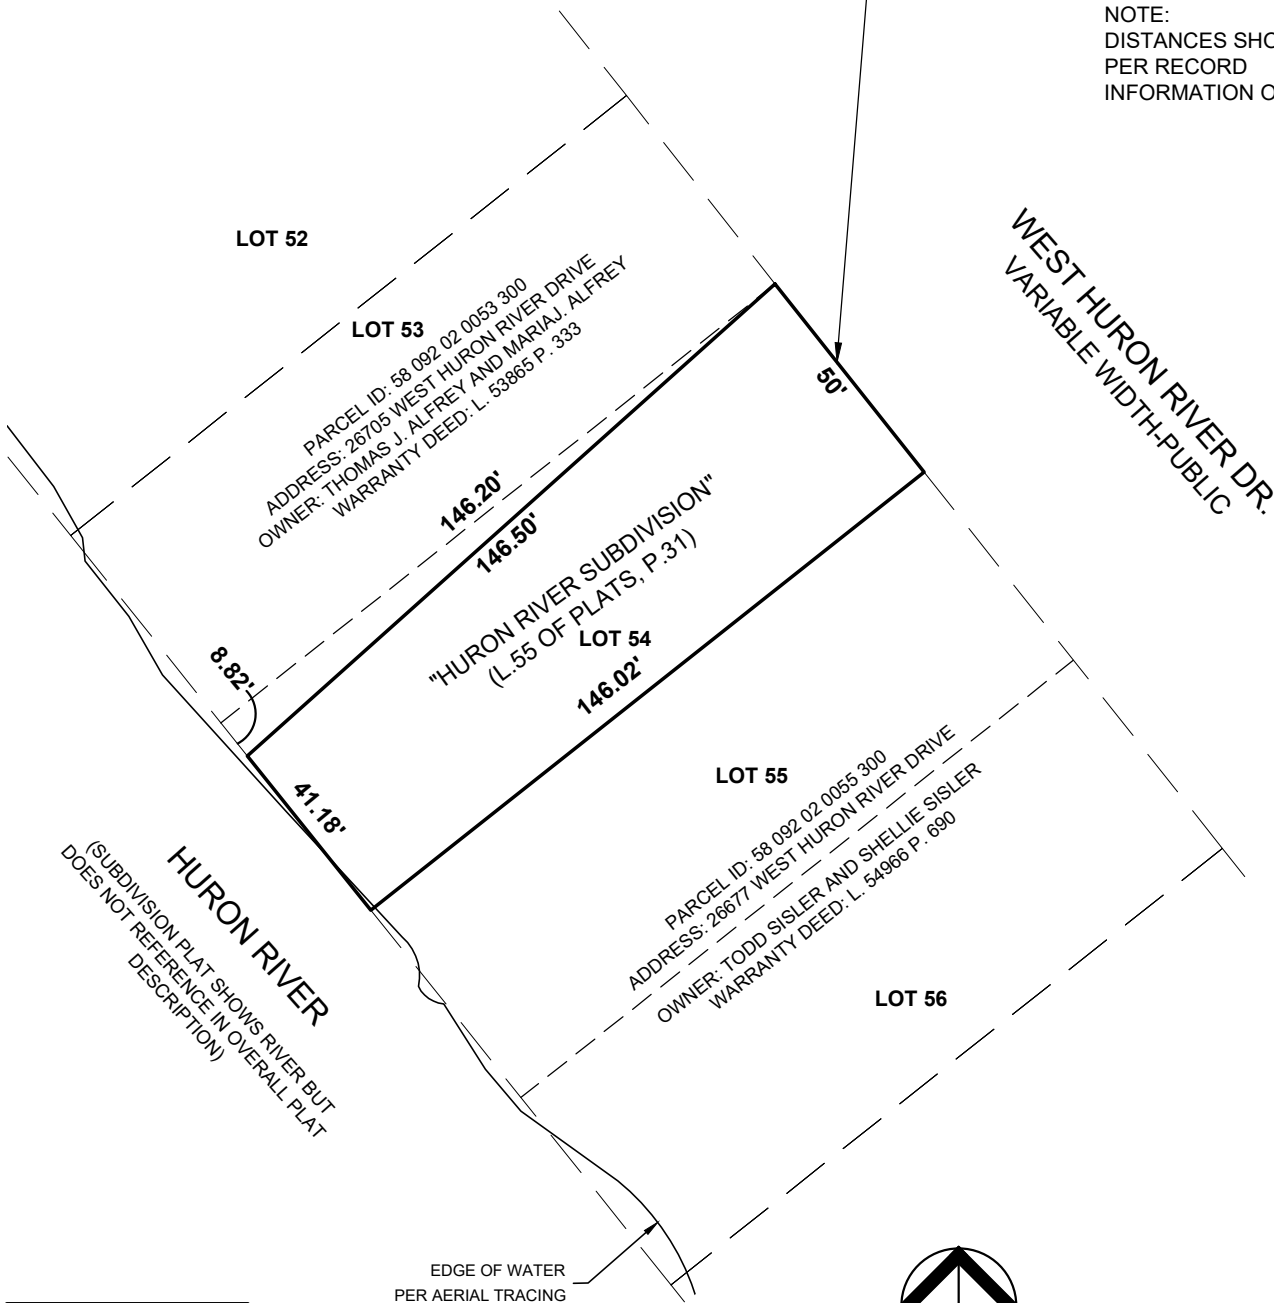 NOTE:
DISTANCES SHO
PER RECORD
INFORMATION O
WEST HURON RIVER DR.
VARIABLE WIDTH-PUBLIC
LOT 52
LOT 53
PARCEL ID: 58 092 02 0053 300
ADDRESS: 26705 WEST HURON RIVER DRIVE
OWNER: THOMAS J. ALFREY AND MARIAJ. ALFREY
WARRANTY DEED: L. 53865 P. 333
50'
146.20'
146.50'
"HURON RIVER SUBDIVISION"
(L.55 OF PLATS, P.31)
LOT 54
146.02'
8.82'
41.18'
LOT 55
PARCEL ID: 58 092 02 0055 300
ADDRESS: 26677 WEST HURON RIVER DRIVE
OWNER: TODD SISLER AND SHELLIE SISLER
WARRANTY DEED: L. 54966 P. 690
HURON RIVER
(SUBDIVISION PLAT SHOWS RIVER BUT
DOES NOT REFERENCE IN OVERALL PLAT
DESCRIPTION)
LOT 56
EDGE OF WATER
PER AERIAL TRACING